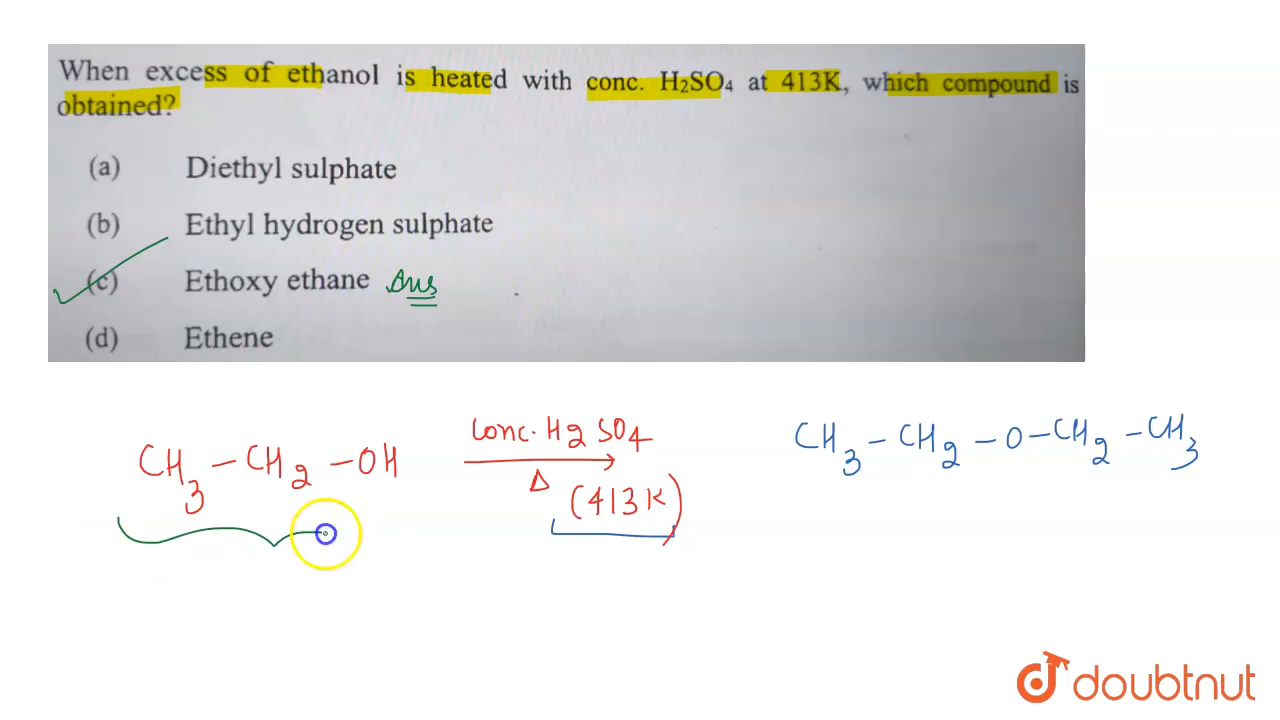 When excess of ethanol is heated with conc. H₂SO₄ at 413K, which compound is
obtained?
(a) Diethyl sulphate
(b) Ethyl hydrogen sulphate
(c) Ethoxy ethane Ans
(d) Ethene
CH₃ – CH₂ – OH
Conc. H₂SO₄
Δ
(413K)
CH₃ – CH₂ – O – CH₂ – CH₃
doubtnut